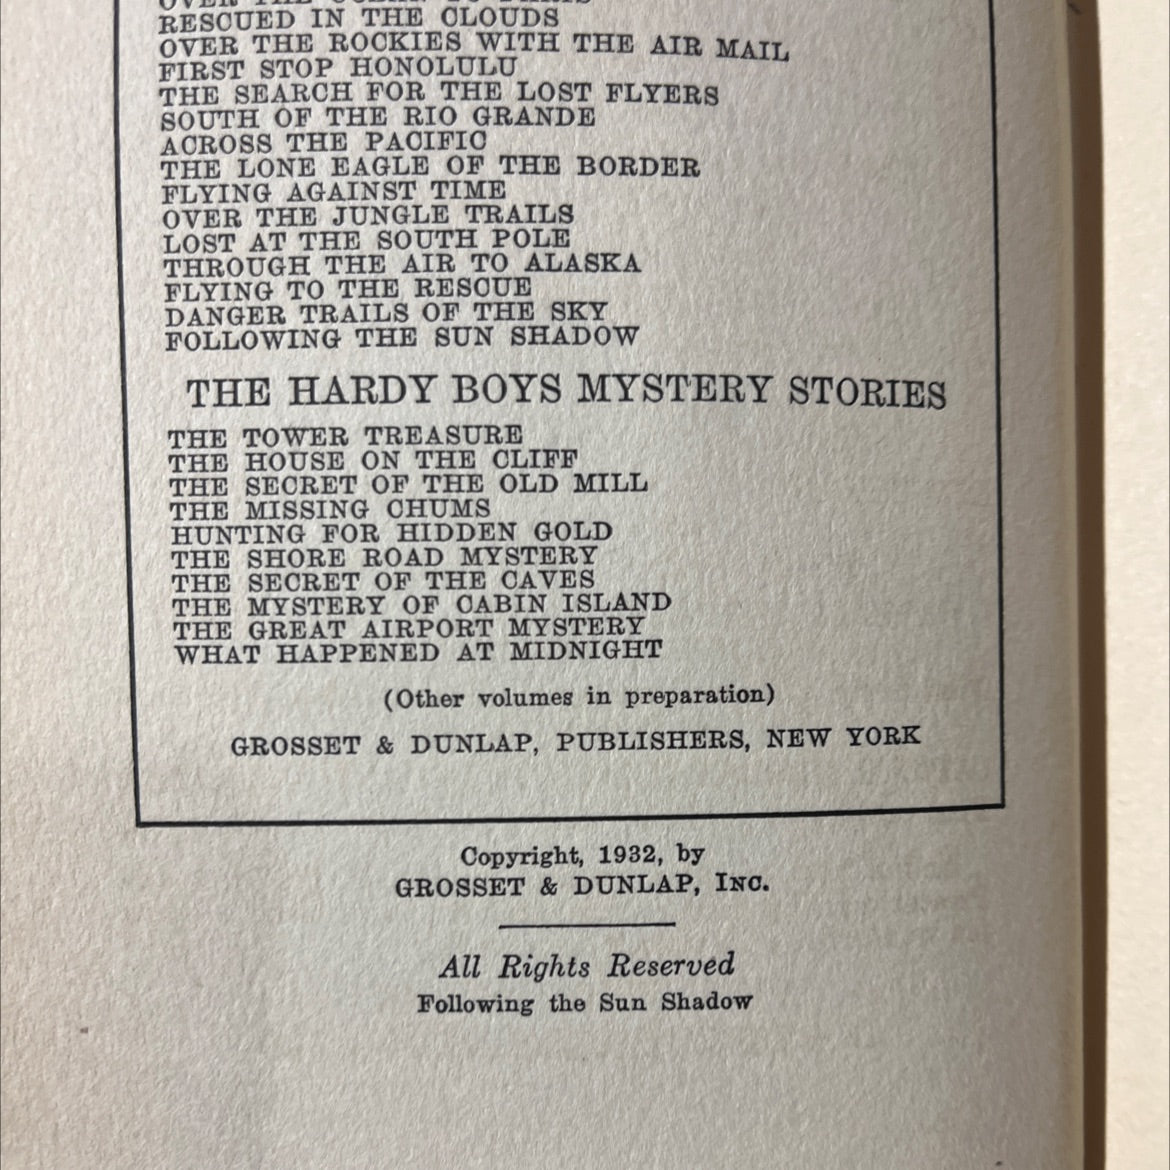 RESCUED IN THE CLOUDS
OVER THE ROCKIES WITH THE AIR MAIL
FIRST STOP HONOLULU
THE SEARCH FOR THE LOST FLYERS
SOUTH OF THE RIO GRANDE
ACROSS THE PACIFIC
THE LONE EAGLE OF THE BORDER
FLYING AGAINST TIME
OVER THE JUNGLE TRAILS
LOST AT THE SOUTH POLE
THROUGH THE AIR TO ALASKA
FLYING TO THE RESCUE
DANGER TRAILS OF THE SKY
FOLLOWING THE SUN SHADOW
THE HARDY BOYS MYSTERY STORIES
THE TOWER TREASURE
THE HOUSE ON THE CLIFF
THE SECRET OF THE OLD MILL
THE MISSING CHUMS
HUNTING FOR HIDDEN GOLD
THE SHORE ROAD MYSTERY
THE SECRET OF THE CAVES
THE MYSTERY OF CABIN ISLAND
THE GREAT AIRPORT MYSTERY
WHAT HAPPENED AT MIDNIGHT
(Other volumes in preparation)
GROSSET & DUNLAP, PUBLISHERS, NEW YORK
Copyright, 1932, by
GROSSET & DUNLAP, INC.
All Rights Reserved
Following the Sun Shadow